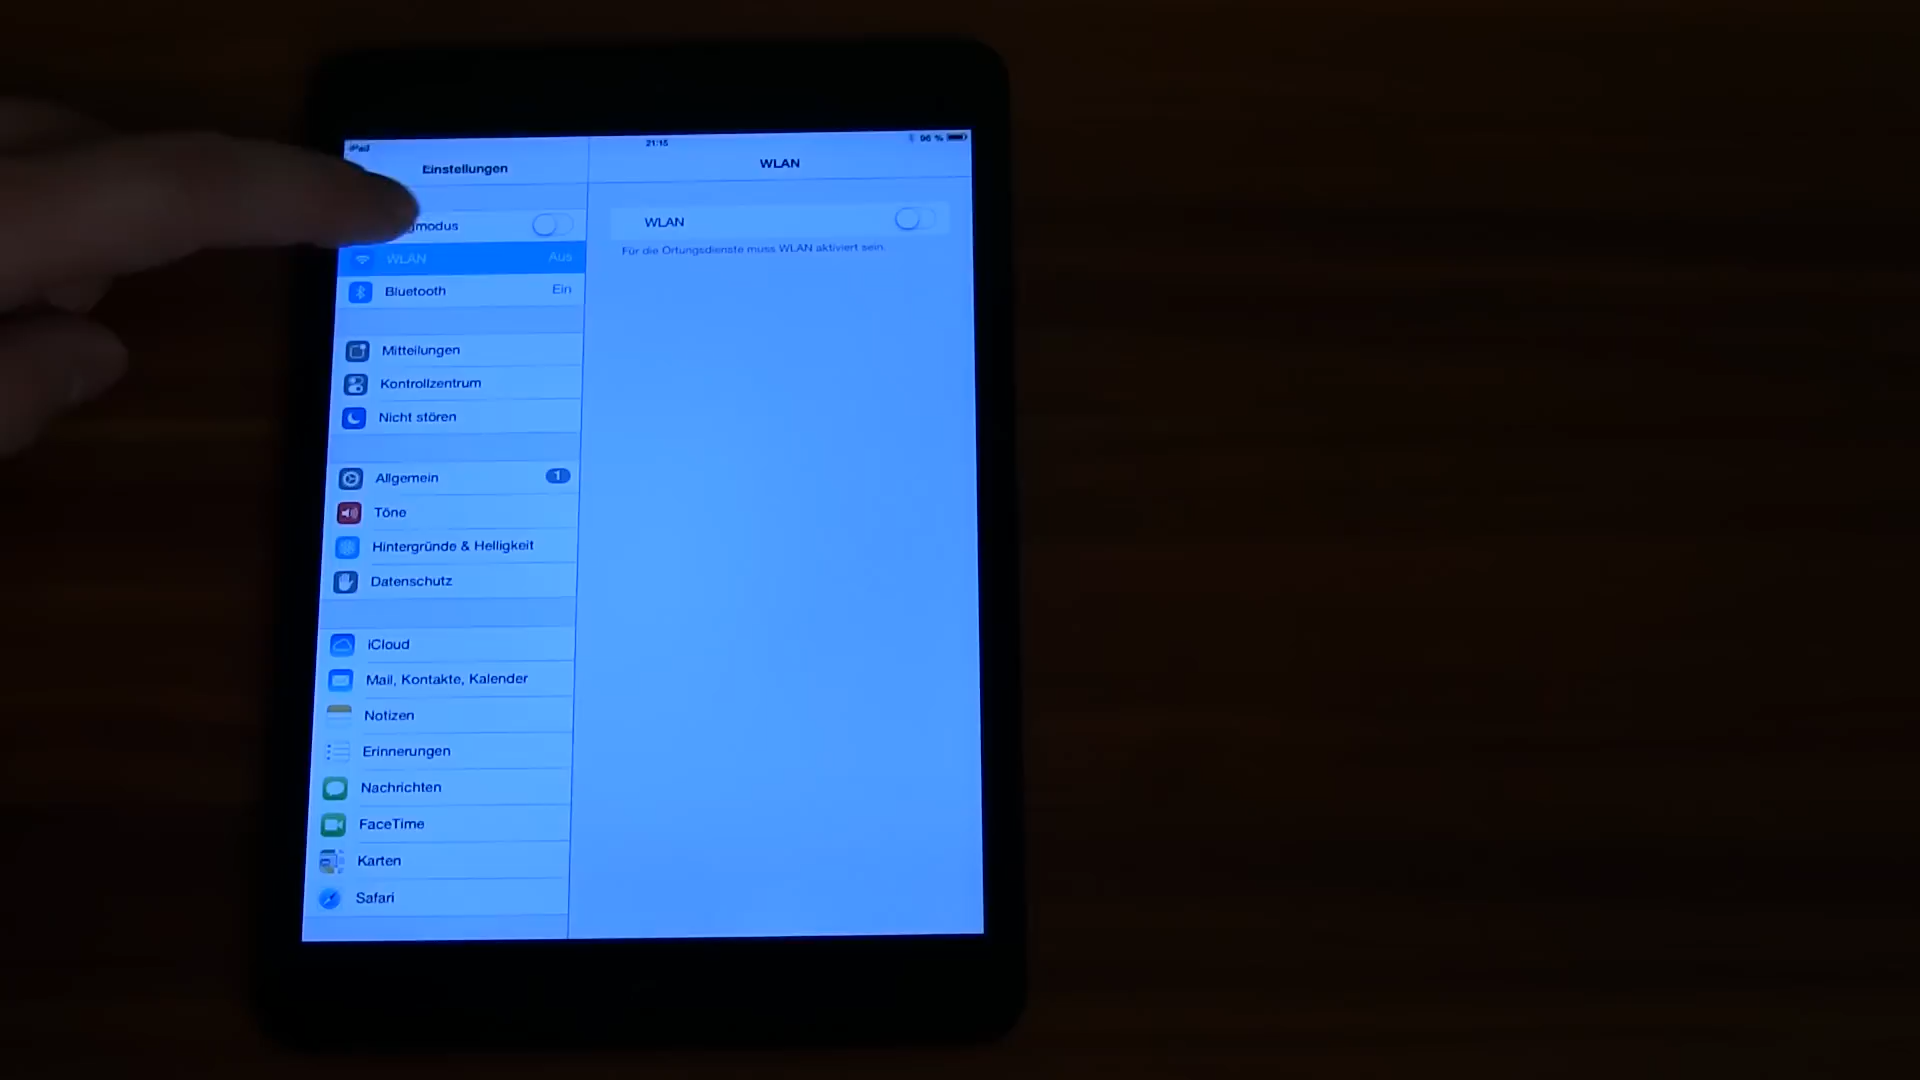 iPad
21:15
96 %
Einstellungen
WLAN
gmodus
WLAN Aus
Bluetooth Ein
Mitteilungen
Kontrollzentrum
Nicht stören
Allgemein 1
Töne
Hintergründe & Helligkeit
Datenschutz
iCloud
Mail, Kontakte, Kalender
Notizen
Erinnerungen
Nachrichten
FaceTime
Karten
Safari
WLAN
Für die Ortungsdienste muss WLAN aktiviert sein.